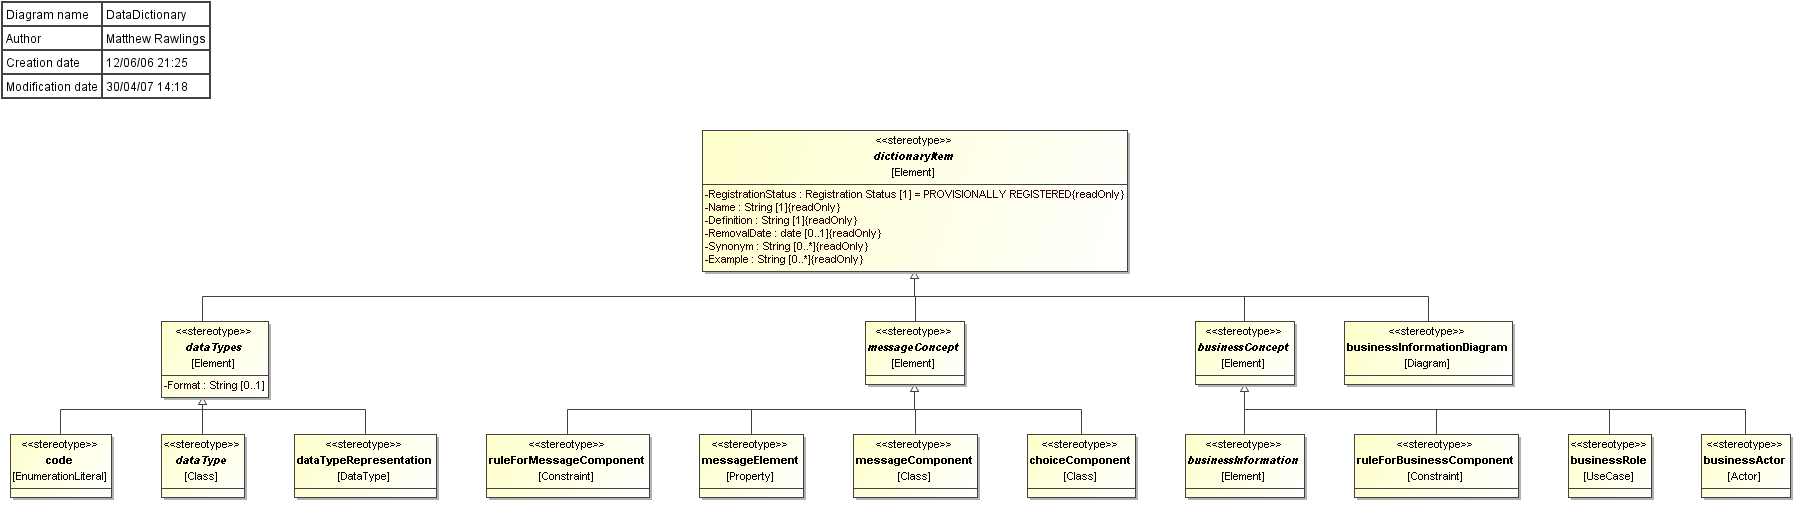 Diagram name DataDictionary
Author Matthew Rawlings
Creation date 12/06/06 21:25
Modification date 30/04/07 14:18
<<stereotype>>
dictionaryItem
[Element]
-RegistrationStatus : Registration Status [1] = PROVISIONALLY REGISTERED{readOnly}
-Name : String [1]{readOnly}
-Definition : String [1]{readOnly}
-RemovalDate : date [0..1]{readOnly}
-Synonym : String [0..*]{readOnly}
-Example : String [0..*]{readOnly}
<<stereotype>>
dataTypes
[Element]
-Format : String [0..1]
<<stereotype>>
messageConcept
[Element]
<<stereotype>>
businessConcept
[Element]
<<stereotype>>
businessInformationDiagram
[Diagram]
<<stereotype>>
code
[EnumerationLiteral]
<<stereotype>>
dataType
[Class]
<<stereotype>>
dataTypeRepresentation
[DataType]
<<stereotype>>
ruleForMessageComponent
[Constraint]
<<stereotype>>
messageElement
[Property]
<<stereotype>>
messageComponent
[Class]
<<stereotype>>
choiceComponent
[Class]
<<stereotype>>
businessInformation
[Element]
<<stereotype>>
ruleForBusinessComponent
[Constraint]
<<stereotype>>
businessRole
[UseCase]
<<stereotype>>
businessActor
[Actor]